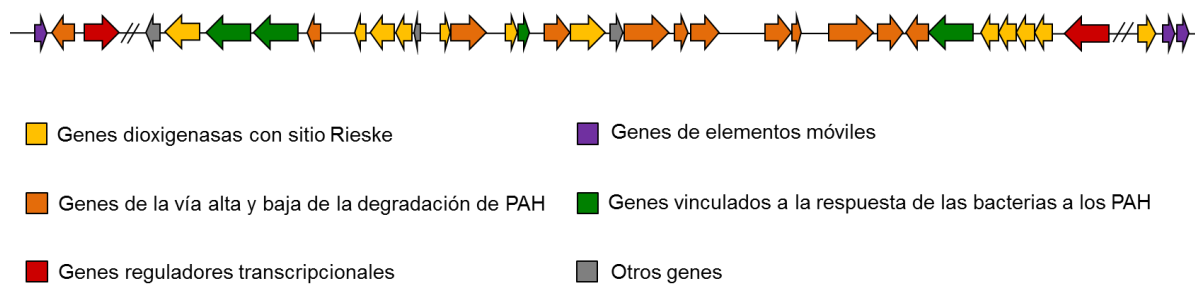 Genes dioxigenasas con sitio Rieske
Genes de elementos móviles
Genes de la vía alta y baja de la degradación de PAH
Genes vinculados a la respuesta de las bacterias a los PAH
Genes reguladores transcripcionales
Otros genes